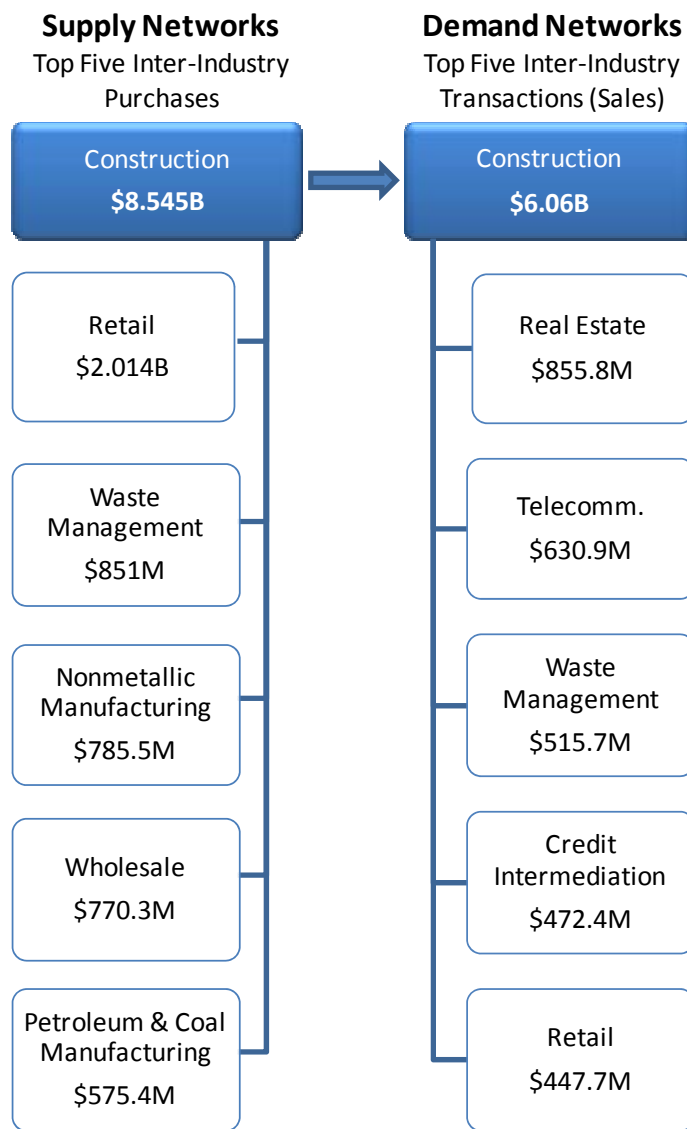 Supply Networks
Top Five Inter-Industry
Purchases
Construction
$8.545B
Retail
$2.014B
Waste
Management
$851M
Nonmetallic
Manufacturing
$785.5M
Wholesale
$770.3M
Petroleum & Coal
Manufacturing
$575.4M
Demand Networks
Top Five Inter-Industry
Transactions (Sales)
Construction
$6.06B
Real Estate
$855.8M
Telecomm.
$630.9M
Waste
Management
$515.7M
Credit
Intermediation
$472.4M
Retail
$447.7M